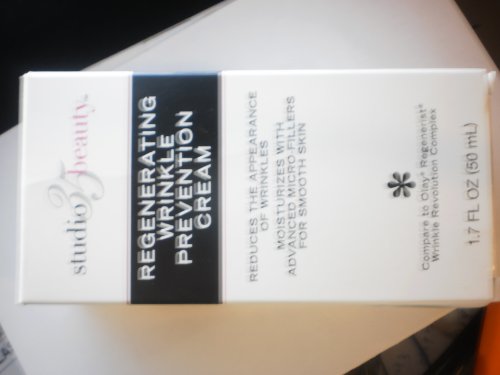 studio 35 beauty®
REGENERATING
WRINKLE
PREVENTION
CREAM
REDUCES THE APPEARANCE
OF WRINKLES
MOISTURIZES WITH
ADVANCED MICRO-FILLERS
FOR SMOOTH SKIN
*
Compare to Olay® Regenerist®
Wrinkle Revolution Complex
1.7 FL OZ (50 mL)